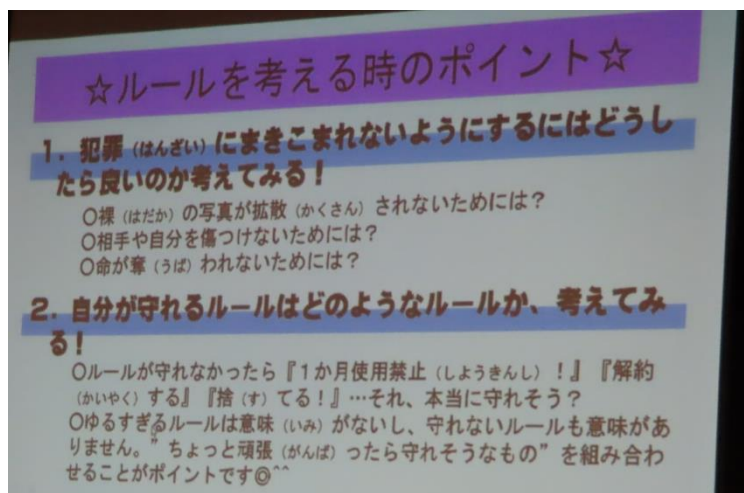 ☆ルールを考える時のポイント☆
1. 犯罪（はんざい）にまきこまれないようにするにはどうし
たら良いのか考えてみる！
〇裸（はだか）の写真が拡散（かくさん）されないためには？
〇相手や自分を傷つけないためには？
〇命が奪（うば）われないためには？
2. 自分が守れるルールはどのようなルールか、考えてみ
る！
〇ルールが守れなかったら『１か月使用禁止（しようきんし）！』『解約
（かいやく）する』『捨（す）てる！』…それ、本当に守れそう？
〇ゆるすぎるルールは意味（いみ）がないし、守れないルールも意味があ
りません。”ちょっと頑張（がんば）ったら守れそうなもの”を組み合わ
せることがポイントです◎^^